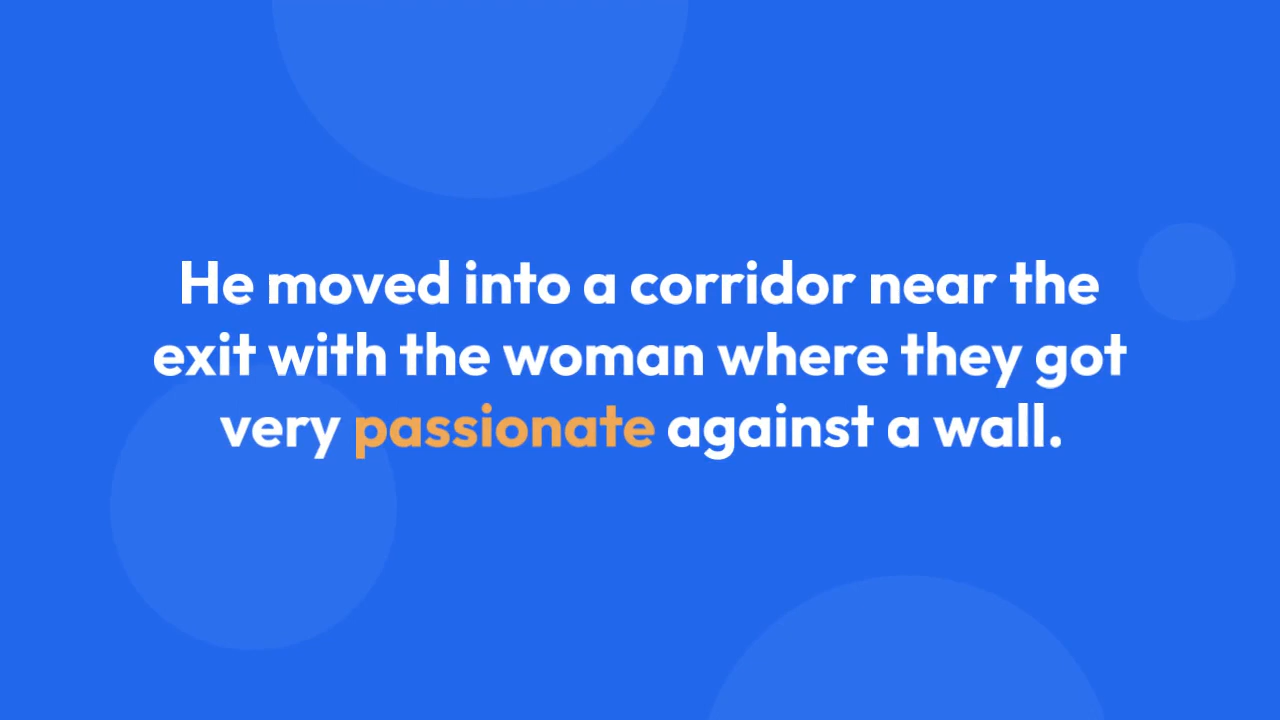 He moved into a corridor near the
exit with the woman where they got
very passionate against a wall.